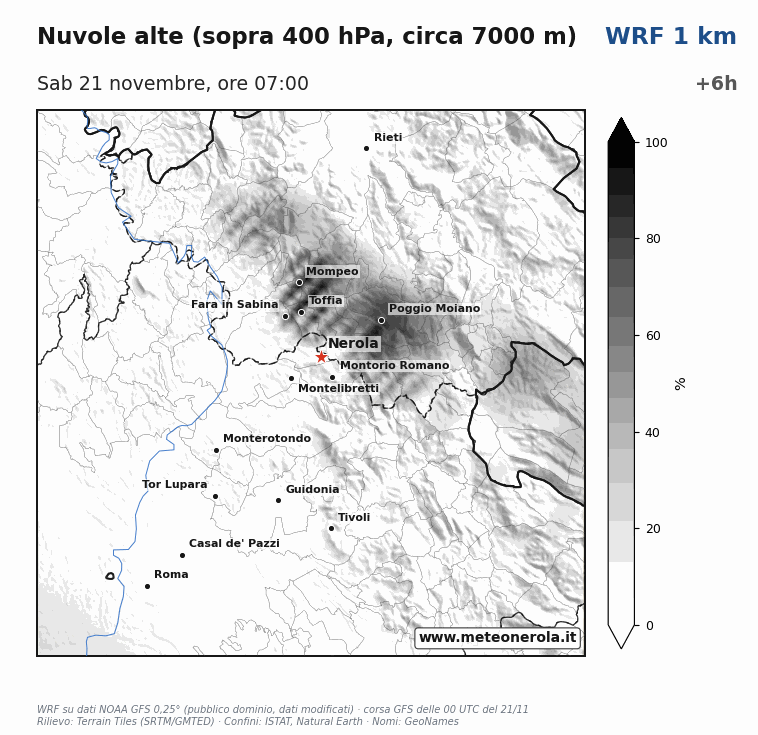 Nuvole alte (sopra 400 hPa, circa 7000 m) WRF 1 km
Sab 21 novembre, ore 07:00 +6h
Rieti
Mompeo
Toffia
Fara in Sabina
Poggio Moiano
Nerola
Montorio Romano
Montelibretti
Monterotondo
Tor Lupara
Guidonia
Tivoli
Casal de' Pazzi
Roma
www.meteonerola.it
100
80
60
40
20
0
%
WRF su dati NOAA GFS 0,25° (pubblico dominio, dati modificati) · corsa GFS delle 00 UTC del 21/11
Rilievo: Terrain Tiles (SRTM/GMTED) · Confini: ISTAT, Natural Earth · Nomi: GeoNames